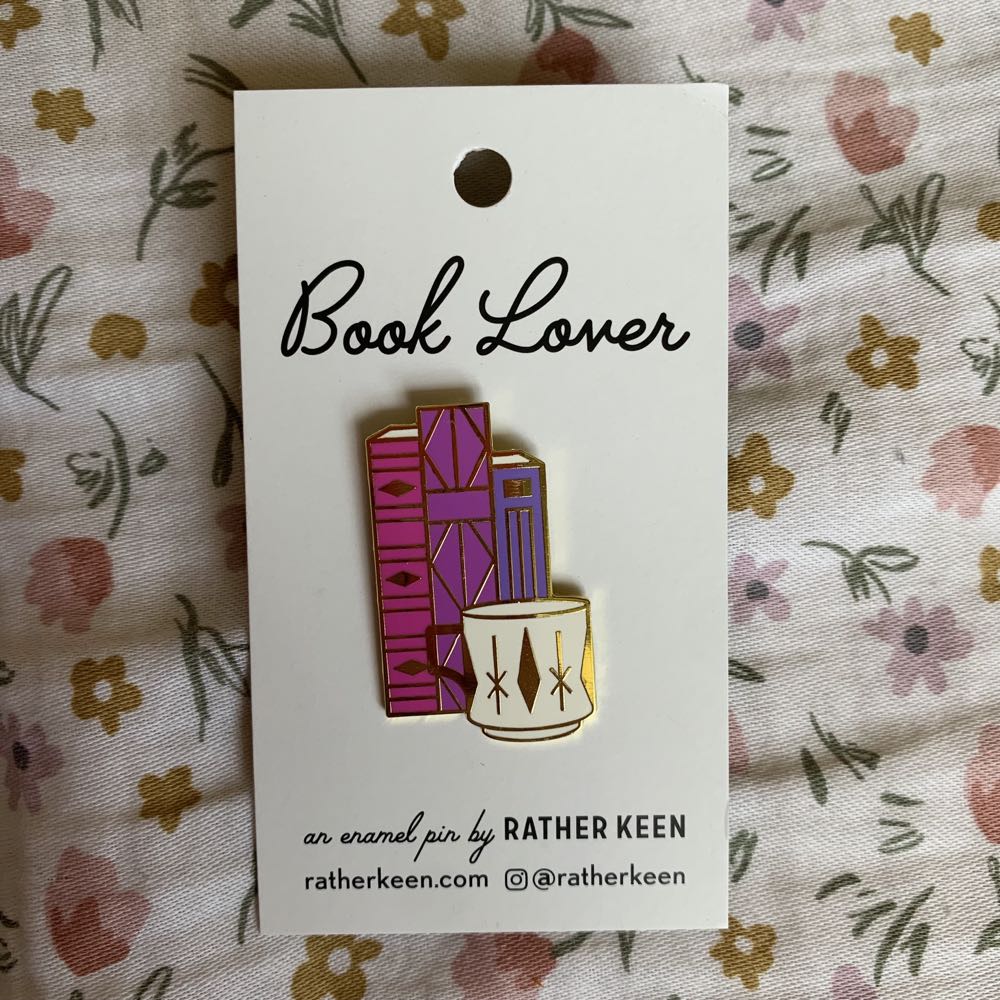 Book Lover
an enamel pin by RATHER KEEN
ratherkeen.com @ratherkeen